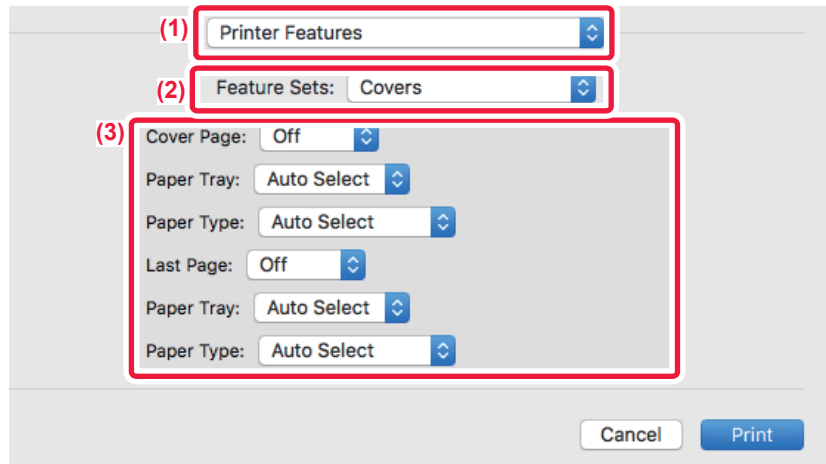 (1) Printer Features
(2) Feature Sets: Covers
(3) Cover Page: Off
Paper Tray: Auto Select
Paper Type: Auto Select
Last Page: Off
Paper Tray: Auto Select
Paper Type: Auto Select
Cancel Print